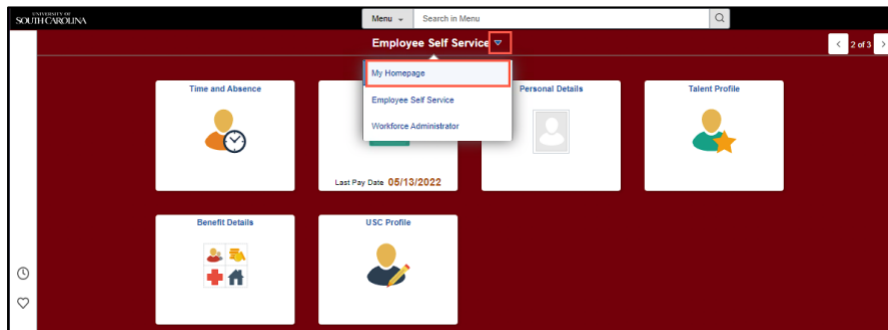 UNIVERSITY OF
SOUTH CAROLINA
Menu
Search in Menu
Employee Self Service
2 of 3
My Homepage
Employee Self Service
Workforce Administrator
Time and Absence
Personal Details
Talent Profile
Last Pay Date 05/13/2022
Benefit Details
USC Profile